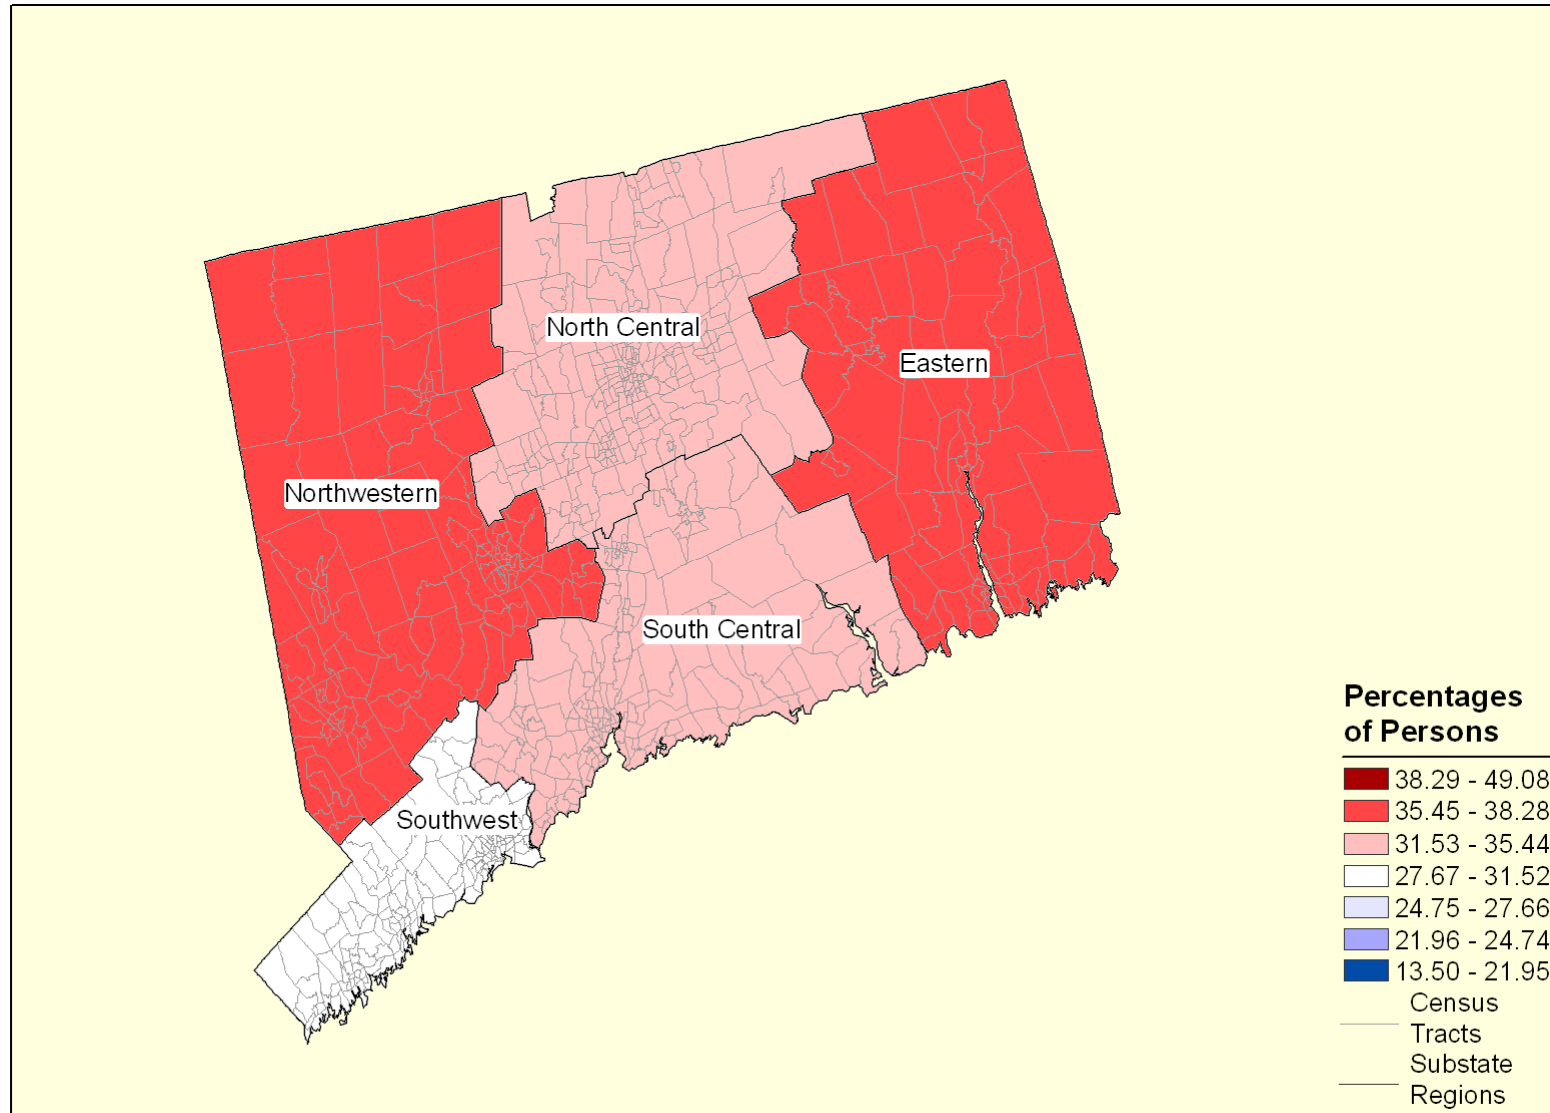 North Central
Eastern
Northwestern
South Central
Southwest
Percentages
of Persons
38.29 - 49.08
35.45 - 38.28
31.53 - 35.44
27.67 - 31.52
24.75 - 27.66
21.96 - 24.74
13.50 - 21.95
Census
Tracts
Substate
Regions